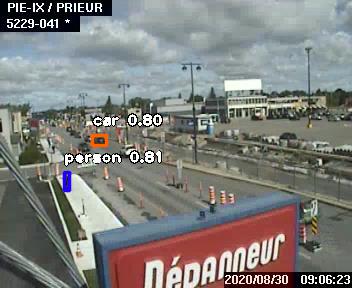 PIE-IX / PRIEUR
5229-041 *
car 0.80
person 0.81
Dépanneur
2020/08/30 09:06:23